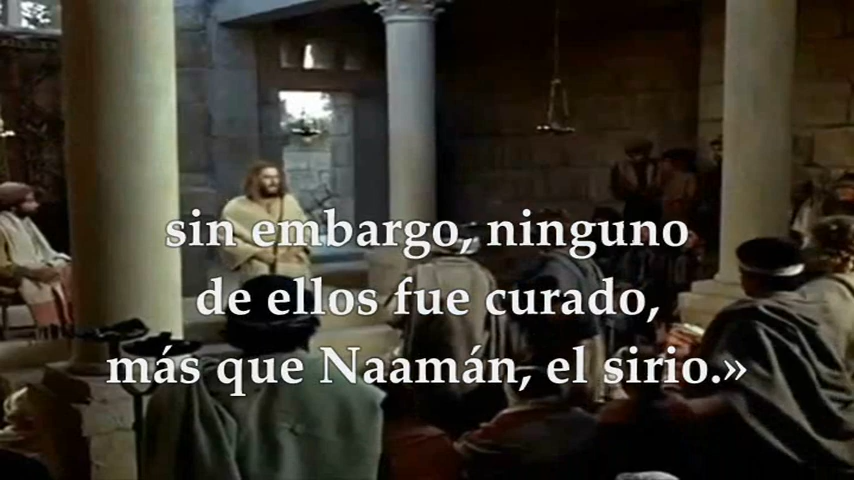 sin embargo, ninguno
de ellos fue curado,
más que Naamán, el sirio.»